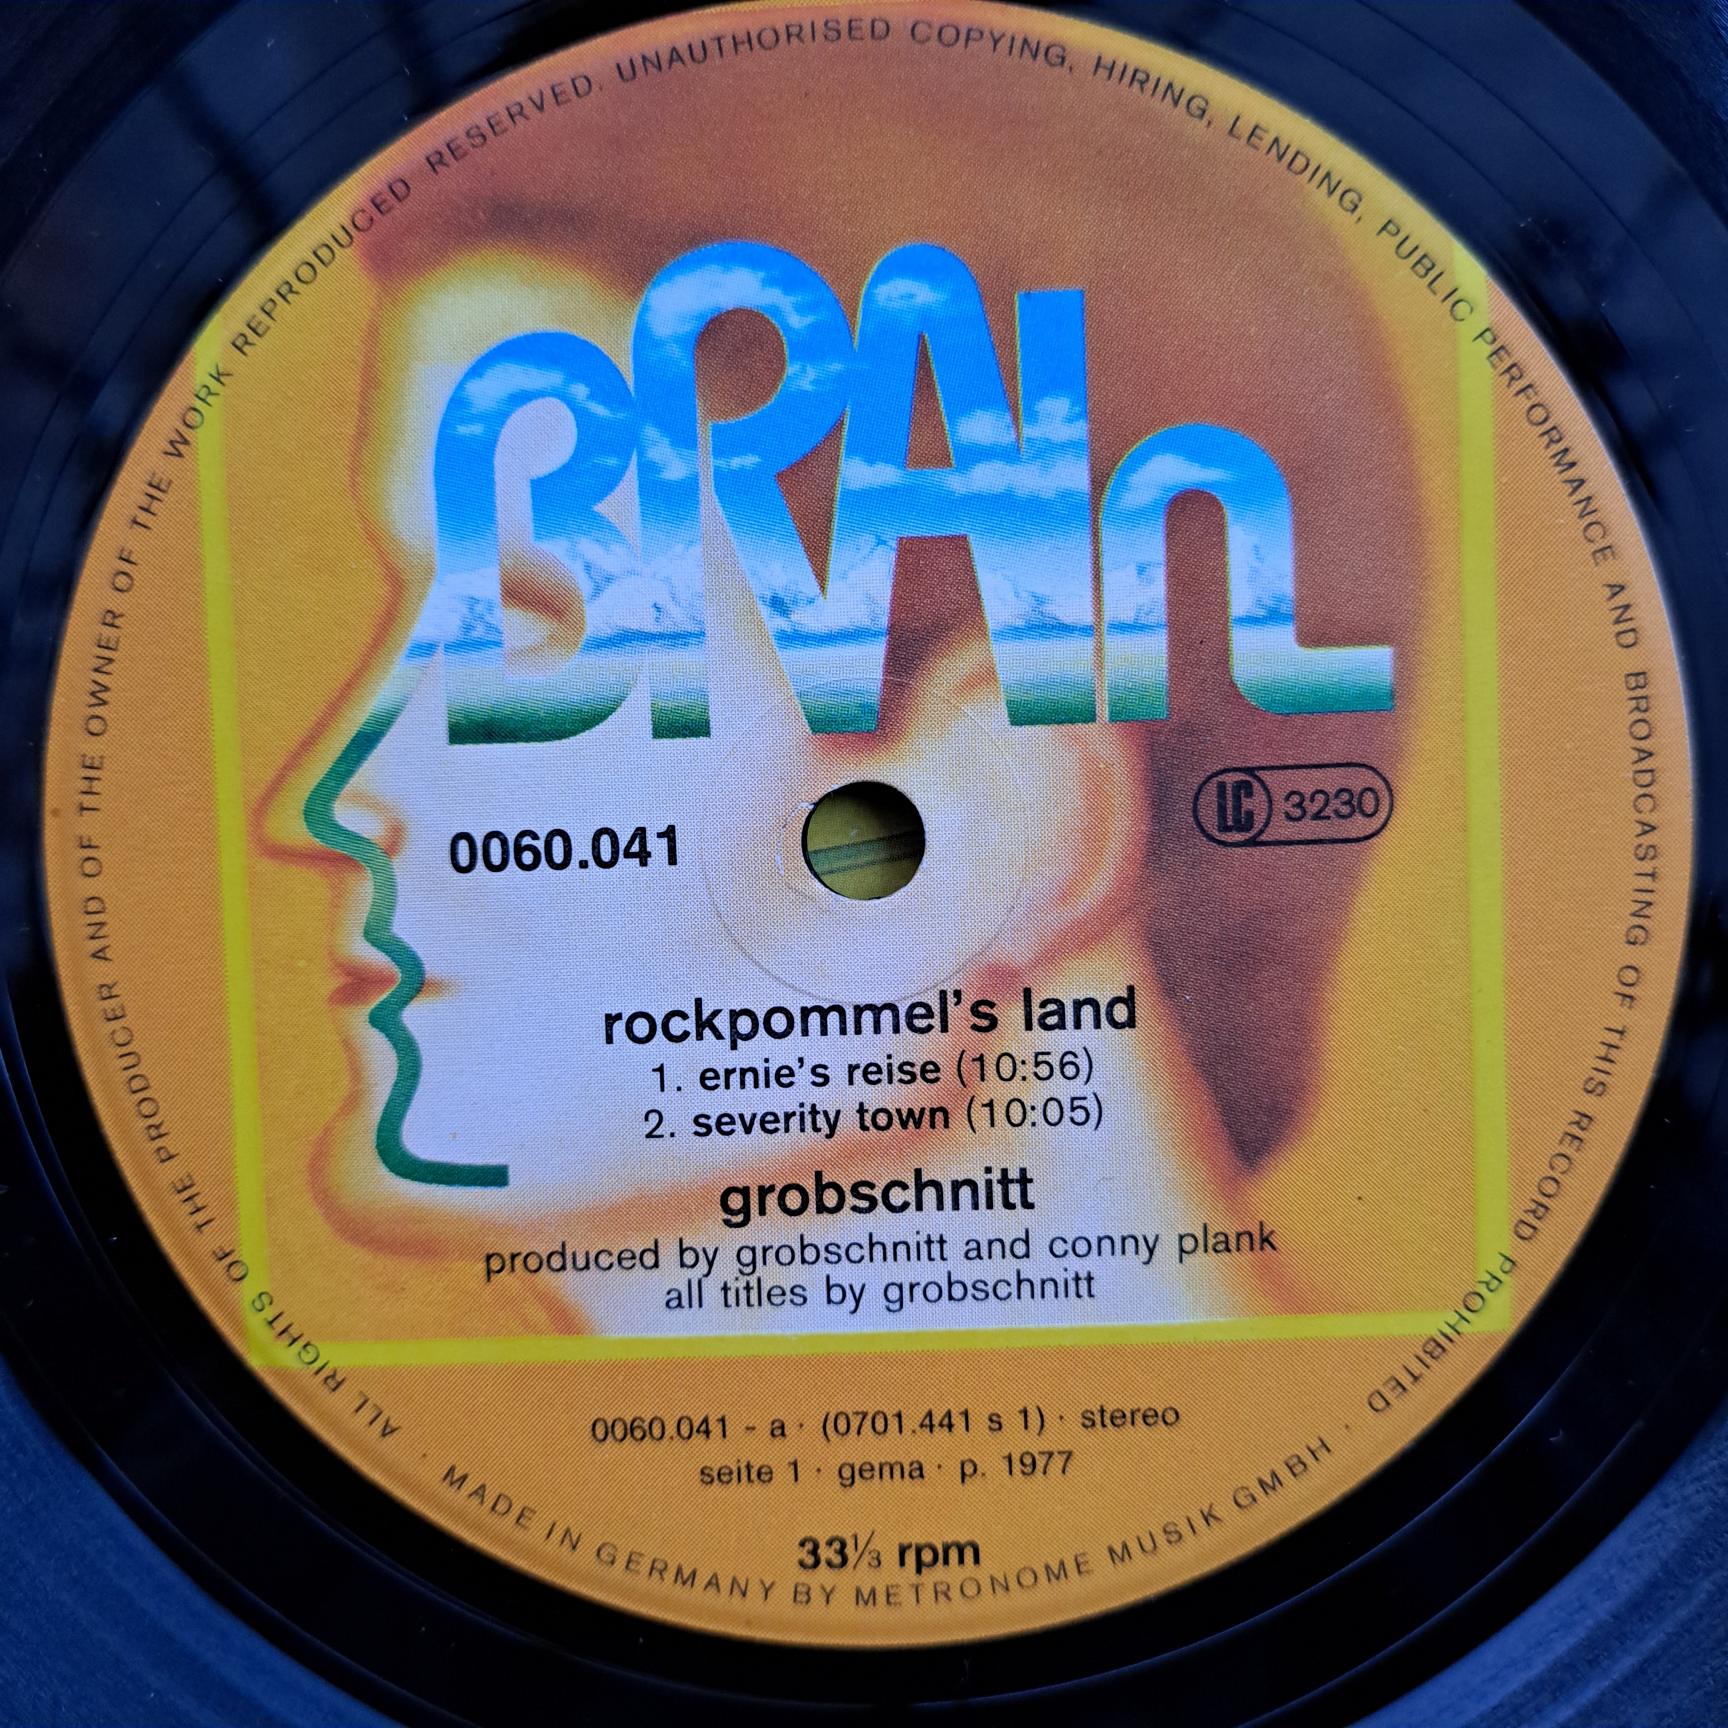 BRAIN
0060.041
LC 3230
rockpommel's land
1. ernie's reise (10:56)
2. severity town (10:05)
grobschnitt
produced by grobschnitt and conny plank
all titles by grobschnitt
0060.041 - a · (0701.441 s 1) · stereo
seite 1 · gema · p. 1977
33⅓ rpm
ALL RIGHTS OF THE PRODUCER AND OF THE OWNER OF THE WORK REPRODUCED RESERVED. UNAUTHORISED COPYING, HIRING, LENDING, PUBLIC PERFORMANCE AND BROADCASTING OF THIS RECORD PROHIBITED · MADE IN GERMANY BY METRONOME MUSIK GMBH ·